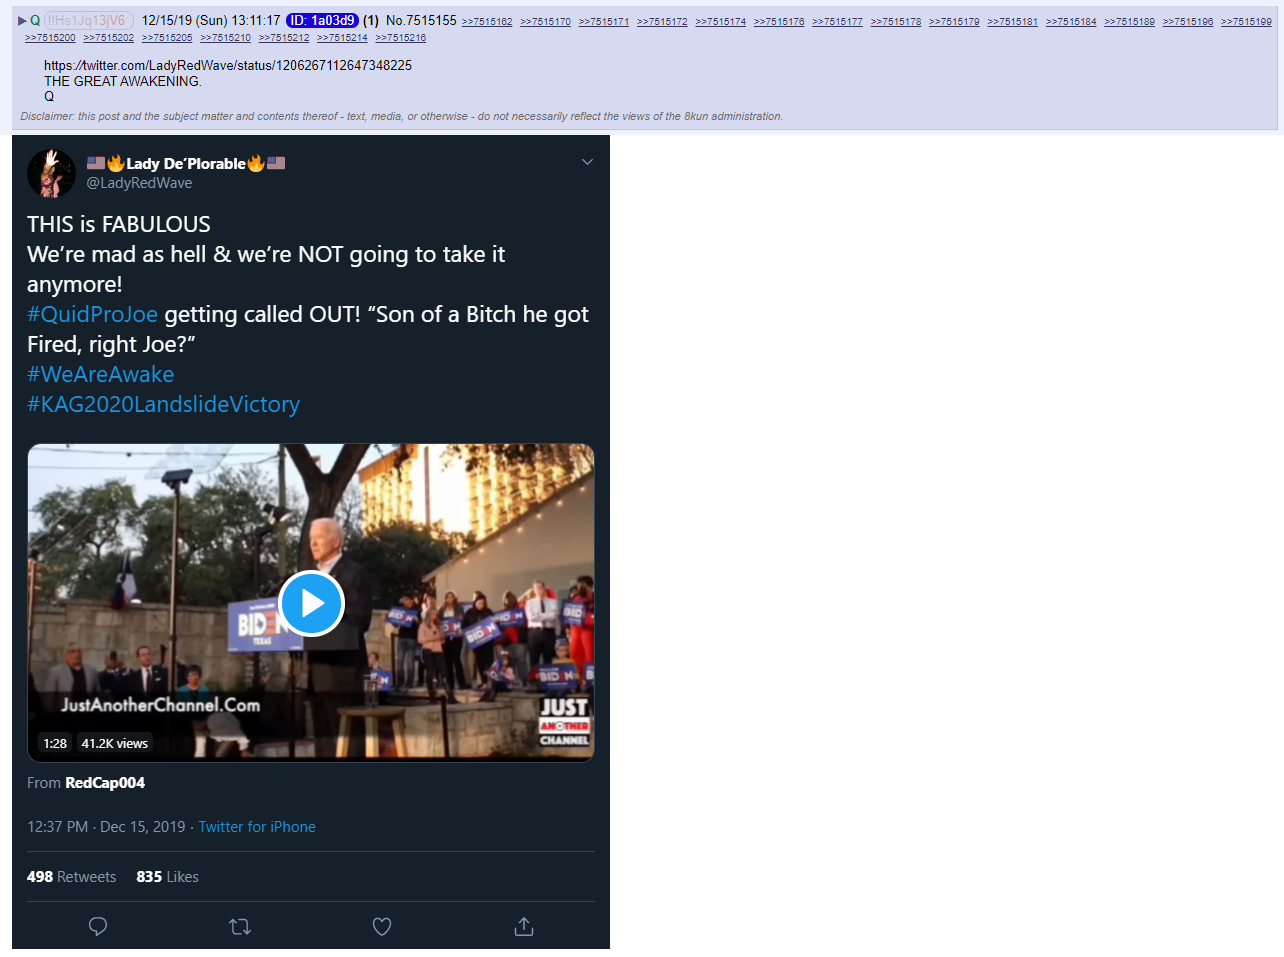 Q !!Hs1Jq13jV6 12/15/19 (Sun) 13:11:17 ID: 1a03d9 (1) No.7515155 >>7515162 >>7515170 >>7515171 >>7515172 >>7515174 >>7515176 >>7515177 >>7515178 >>7515179 >>7515181 >>7515184 >>7515189 >>7515196 >>7515199
>>7515200 >>7515202 >>7515205 >>7515210 >>7515212 >>7515214 >>7515216
https://twitter.com/LadyRedWave/status/1206267112647348225
THE GREAT AWAKENING.
Q
Disclaimer: this post and the subject matter and contents thereof - text, media, or otherwise - do not necessarily reflect the views of the 8kun administration.
Lady De'Plorable
@LadyRedWave
THIS is FABULOUS
We're mad as hell & we're NOT going to take it
anymore!
#QuidProJoe getting called OUT! “Son of a Bitch he got
Fired, right Joe?”
#WeAreAwake
#KAG2020LandslideVictory
BIDEN
TEXAS
BIDEN
BIDEN
BIDEN
JustAnotherChannel.Com
JUST
ANOTHER
CHANNEL
1:28 41.2K views
From RedCap004
12:37 PM · Dec 15, 2019 · Twitter for iPhone
498 Retweets 835 Likes